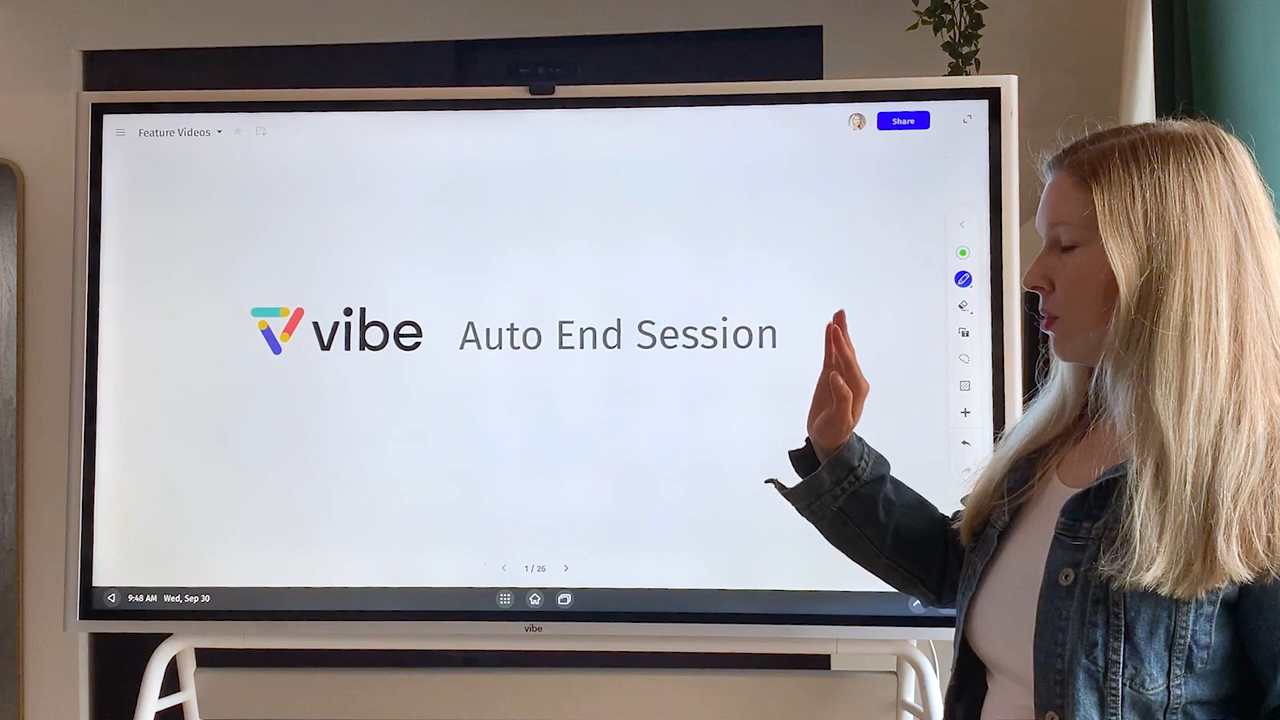 Feature Videos
Share
vibe Auto End Session
1 / 26
9:48 AM Wed, Sep 30
vibe